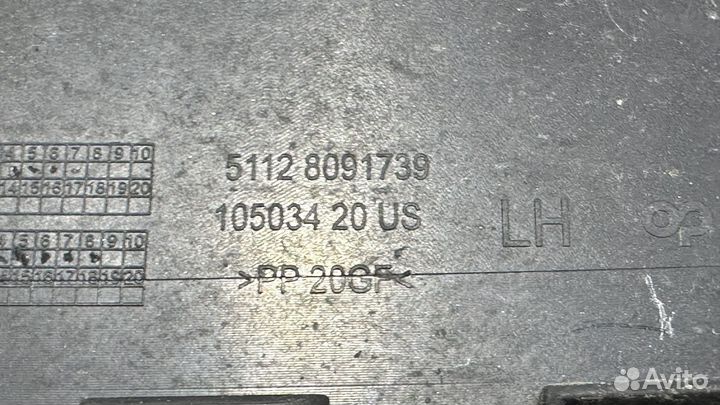 4 5 6 7 8 9 10
14 15 16 17 18 19 20
5 6 7 8 9 10
15 16 17 18 19 20
5112 8091739
105034 20 US
>PP 20GF<
LH
Avito